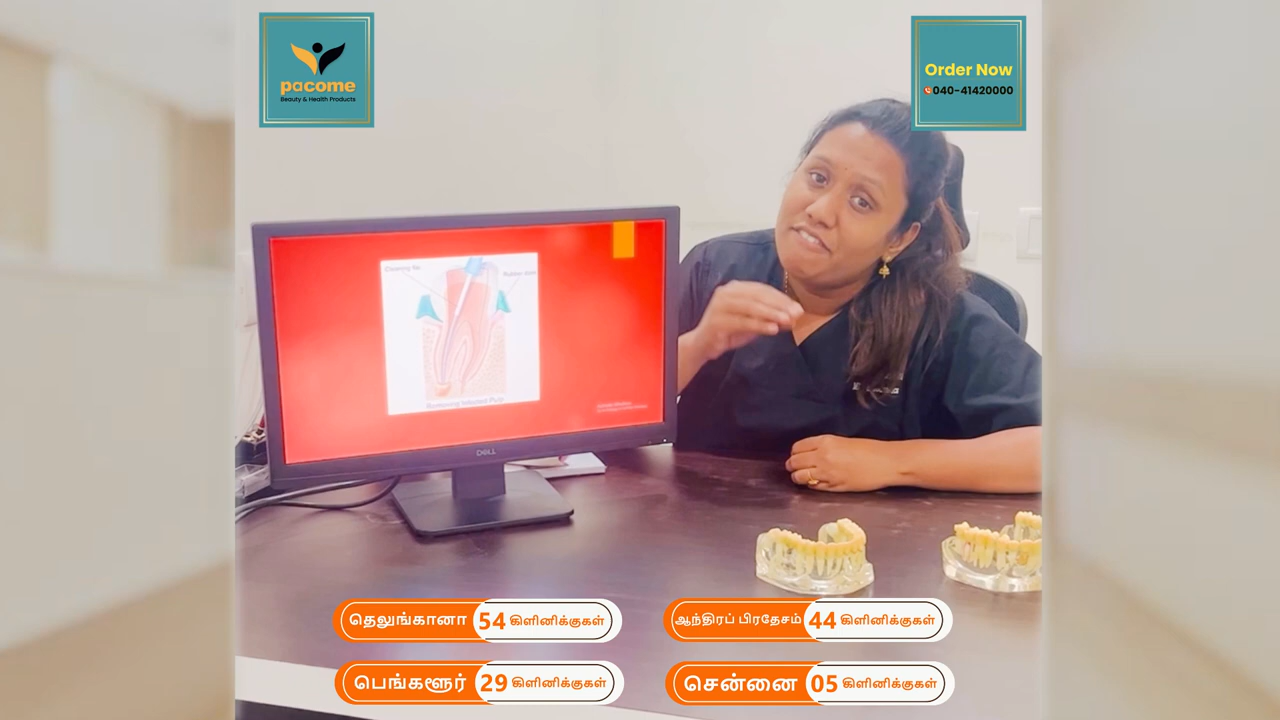 pacome
Beauty & Health Products
Order Now
040-41420000
Cleaning file
Rubber dam
Removing Infected Pulp
DELL
தெலுங்கானா 54 கிளினிக்குகள்
ஆந்திரப் பிரதேசம் 44 கிளினிக்குகள்
பெங்களூர் 29 கிளினிக்குகள்
சென்னை 05 கிளினிக்குகள்